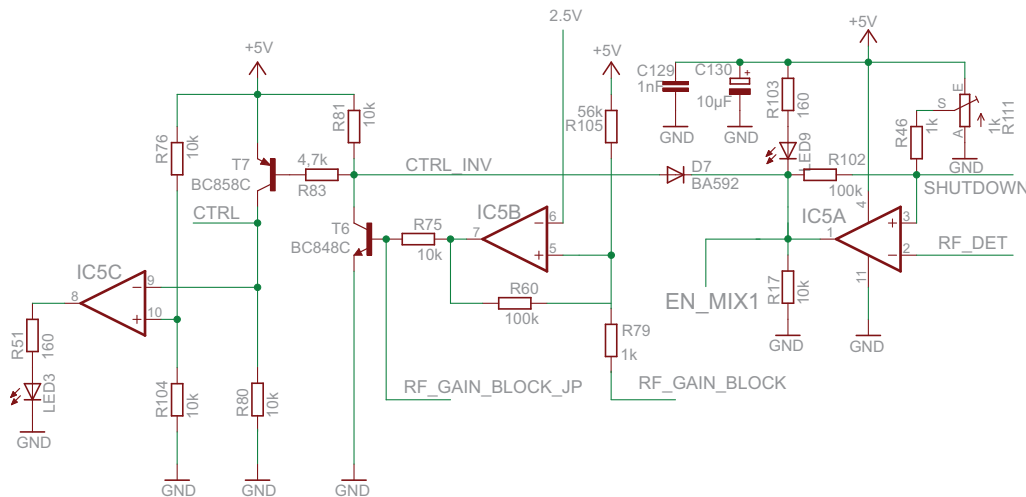 2.5V
+5V
+5V
+5V
C129
1nF
C130
+
10µF
R103
160
S
E
A
1k
R111
GND
GND
GND
R46
1k
56k
R105
R76
10k
R81
10k
T7
BC858C
4,7k
R83
CTRL_INV
D7
BA592
LED9
R102
100k
SHUTDOWN
CTRL
T6
BC848C
R75
10k
IC5B
7
6
5
−
+
IC5A
1
4
11
3
2
+
−
RF_DET
IC5C
8
9
10
−
+
R60
100k
EN_MIX1
R17
10k
GND
GND
R51
160
LED3
GND
R104
10k
R80
10k
R79
1k
RF_GAIN_BLOCK_JP
RF_GAIN_BLOCK
GND
GND
GND